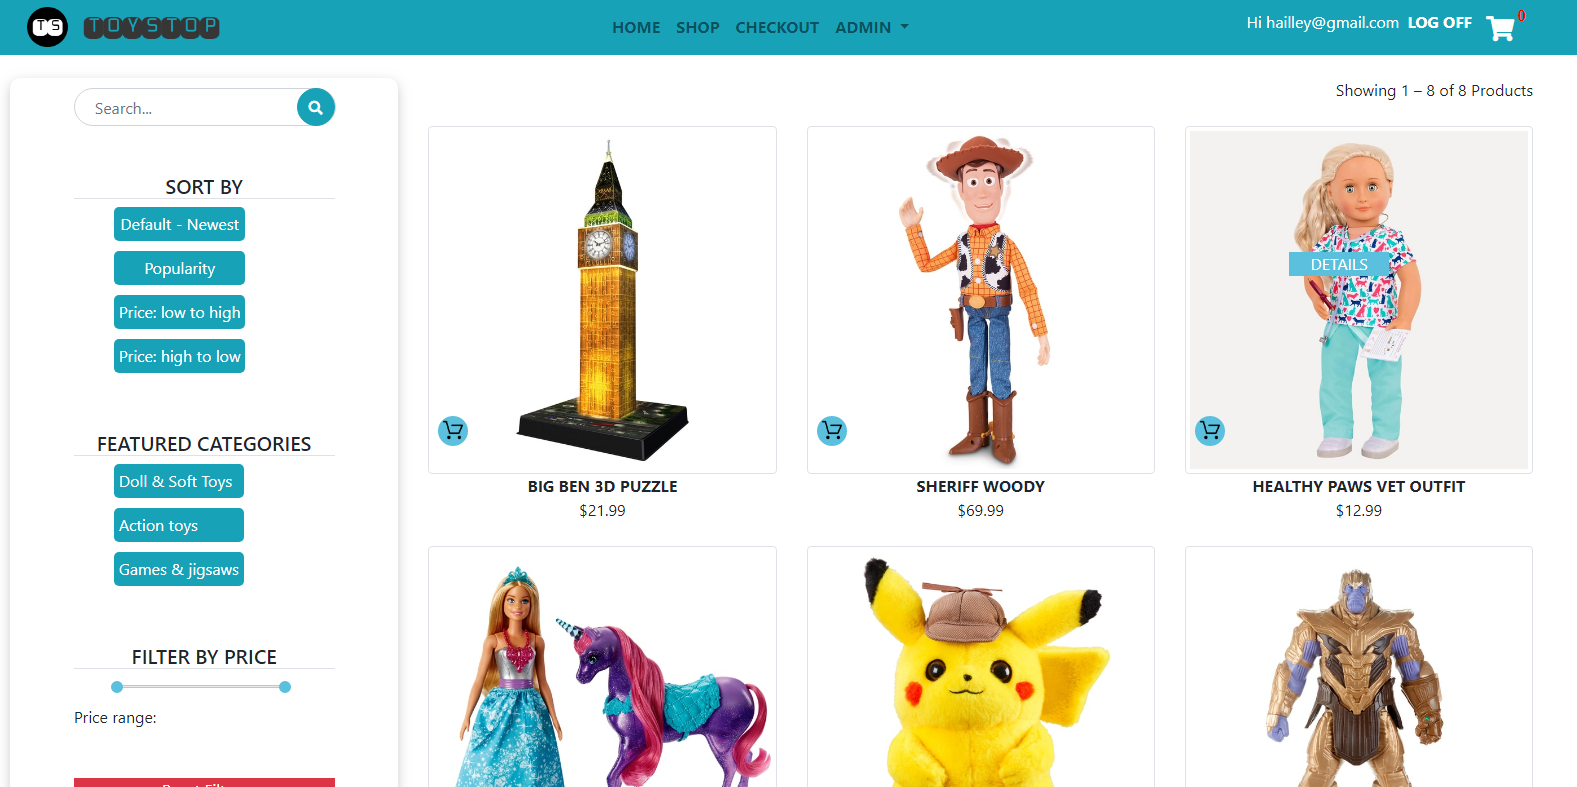 TS TOYSTOP HOME SHOP CHECKOUT ADMIN Hi hailley@gmail.com LOG OFF 0
Search...
Showing 1 – 8 of 8 Products
SORT BY
Default - Newest
Popularity
Price: low to high
Price: high to low
FEATURED CATEGORIES
Doll & Soft Toys
Action toys
Games & jigsaws
FILTER BY PRICE
Price range:
DETAILS
BIG BEN 3D PUZZLE
$21.99
SHERIFF WOODY
$69.99
HEALTHY PAWS VET OUTFIT
$12.99